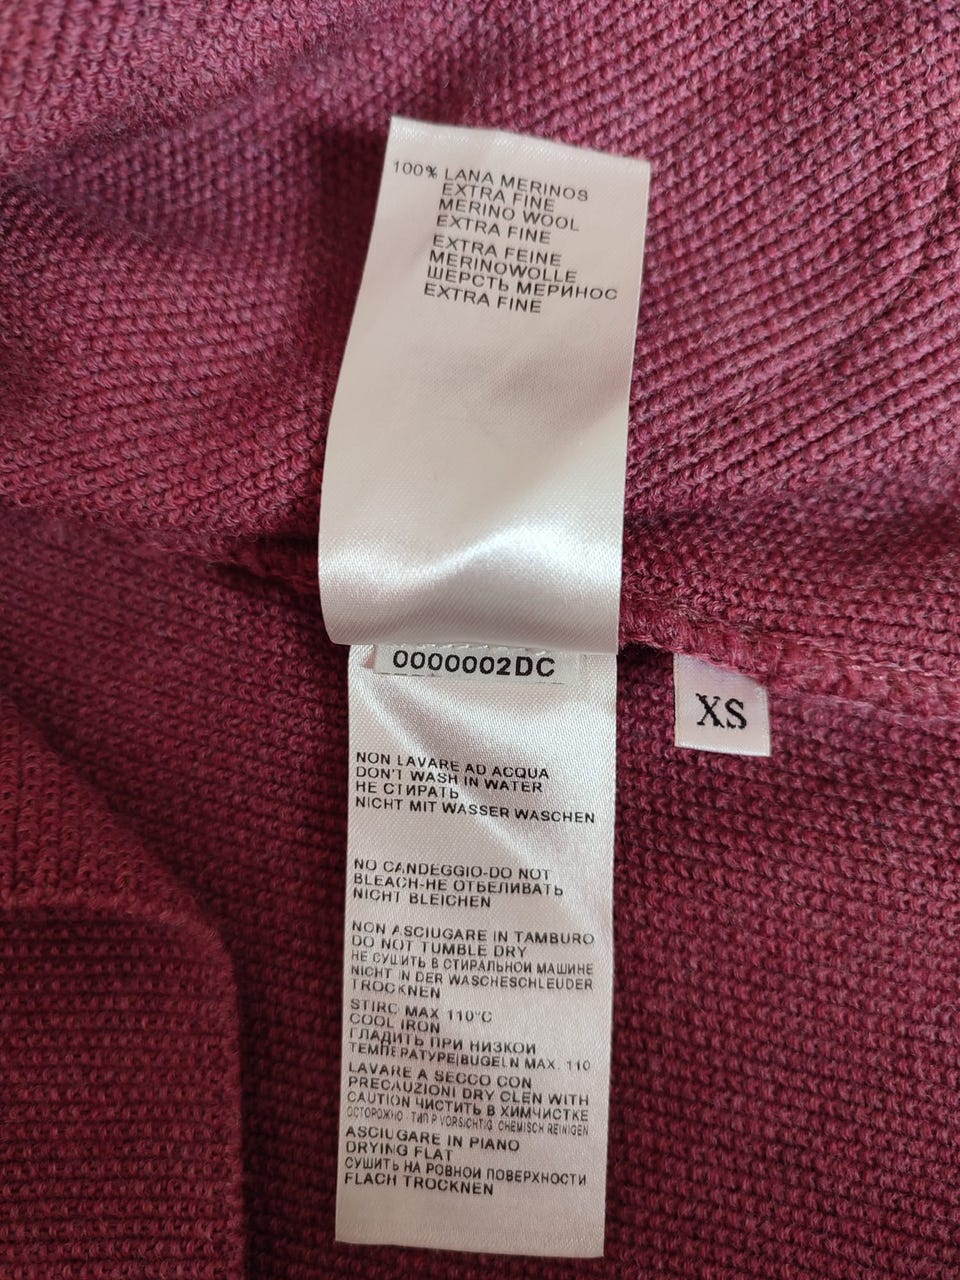 100% LANA MERINOS
EXTRA FINE
MERINO WOOL
EXTRA FINE
EXTRA FEINE
MERINOWOLLE
ШЕРСТЬ МЕРИНОС
EXTRA FINE
0000002DC
XS
NON LAVARE AD ACQUA
DON'T WASH IN WATER
НЕ СТИРАТЬ
NICHT MIT WASSER WASCHEN
NO CANDEGGIO-DO NOT
BLEACH-НЕ ОТБЕЛИВАТЬ
NICHT BLEICHEN
NON ASCIUGARE IN TAMBURO
DO NOT TUMBLE DRY
НЕ СУШИТЬ В СТИРАЛЬНОЙ МАШИНЕ
NICHT IN DER WASCHESCHLEUDER
TROCKNEN
STIRO MAX 110°C
COOL IRON
ГЛАДИТЬ ПРИ НИЗКОЙ
ТЕМПЕРАТУРЕ|BUGELN MAX. 110
LAVARE A SECCO CON
PRECAUZIONI DRY CLEN WITH
CAUTION ЧИСТИТЬ В ХИМЧИСТКЕ
ОСТОРОЖНО ТИП P VORSICHTIG CHEMISCH REINIGEN
ASCIUGARE IN PIANO
DRYING FLAT
СУШИТЬ НА РОВНОЙ ПОВЕРХНОСТИ
FLACH TROCKNEN